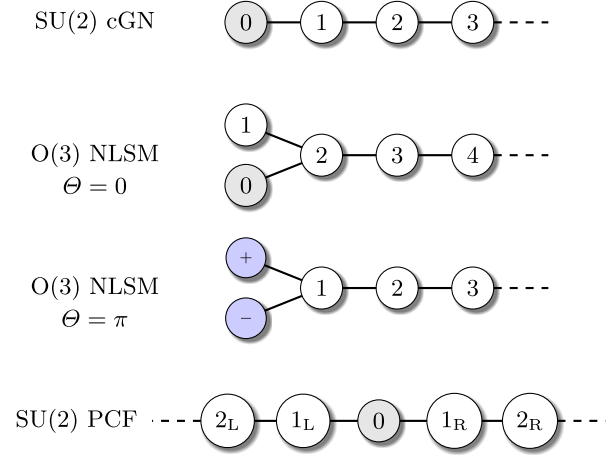 SU(2) cGN 0 1 2 3
1
O(3) NLSM 2 3 4
Θ = 0 0
+
O(3) NLSM 1 2 3
Θ = π −
SU(2) PCF 2L 1L 0 1R 2R